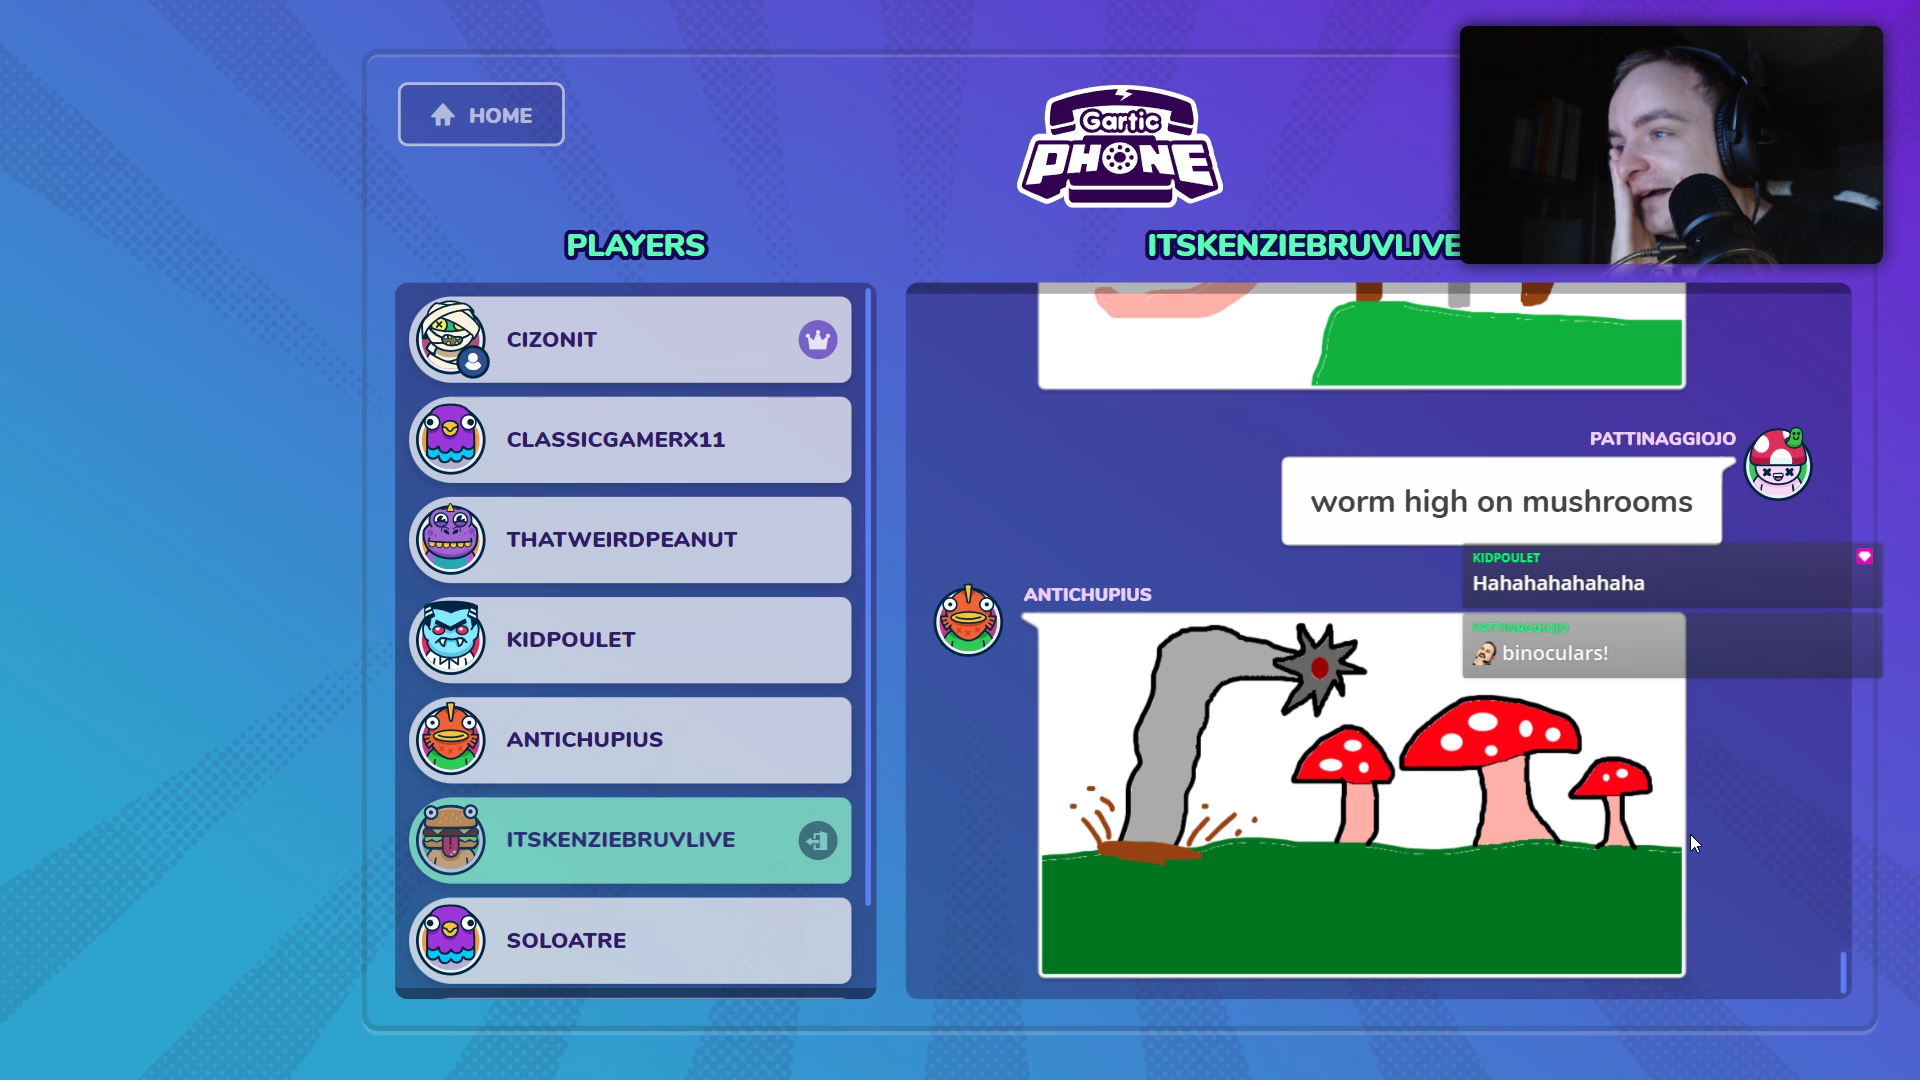 HOME
Gartic
PHONE
PLAYERS
ITSKENZIEBRUVLIVE
CIZONIT
CLASSICGAMERX11
THATWEIRDPEANUT
KIDPOULET
ANTICHUPIUS
ITSKENZIEBRUVLIVE
SOLOATRE
PATTINAGGIOJO
worm high on mushrooms
KIDPOULET
Hahahahahahaha
ANTICHUPIUS
PATTINAGGIOJO
binoculars!